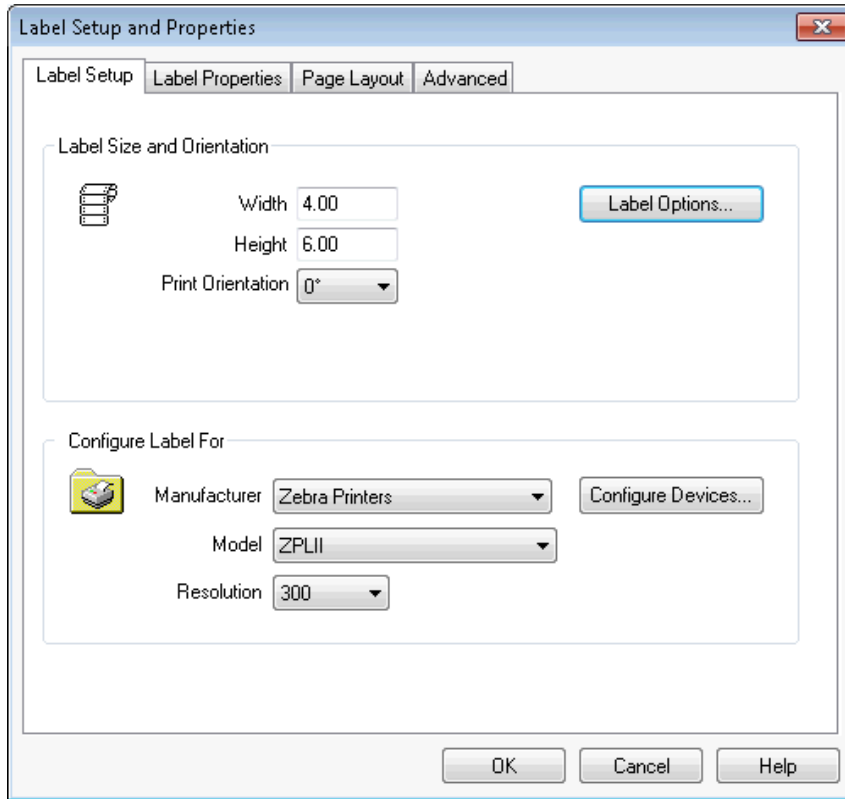 Label Setup and Properties
Label Setup Label Properties Page Layout Advanced
Label Size and Orientation
Width 4.00 Label Options...
Height 6.00
Print Orientation 0°
Configure Label For
Manufacturer Zebra Printers Configure Devices...
Model ZPLII
Resolution 300
OK Cancel Help